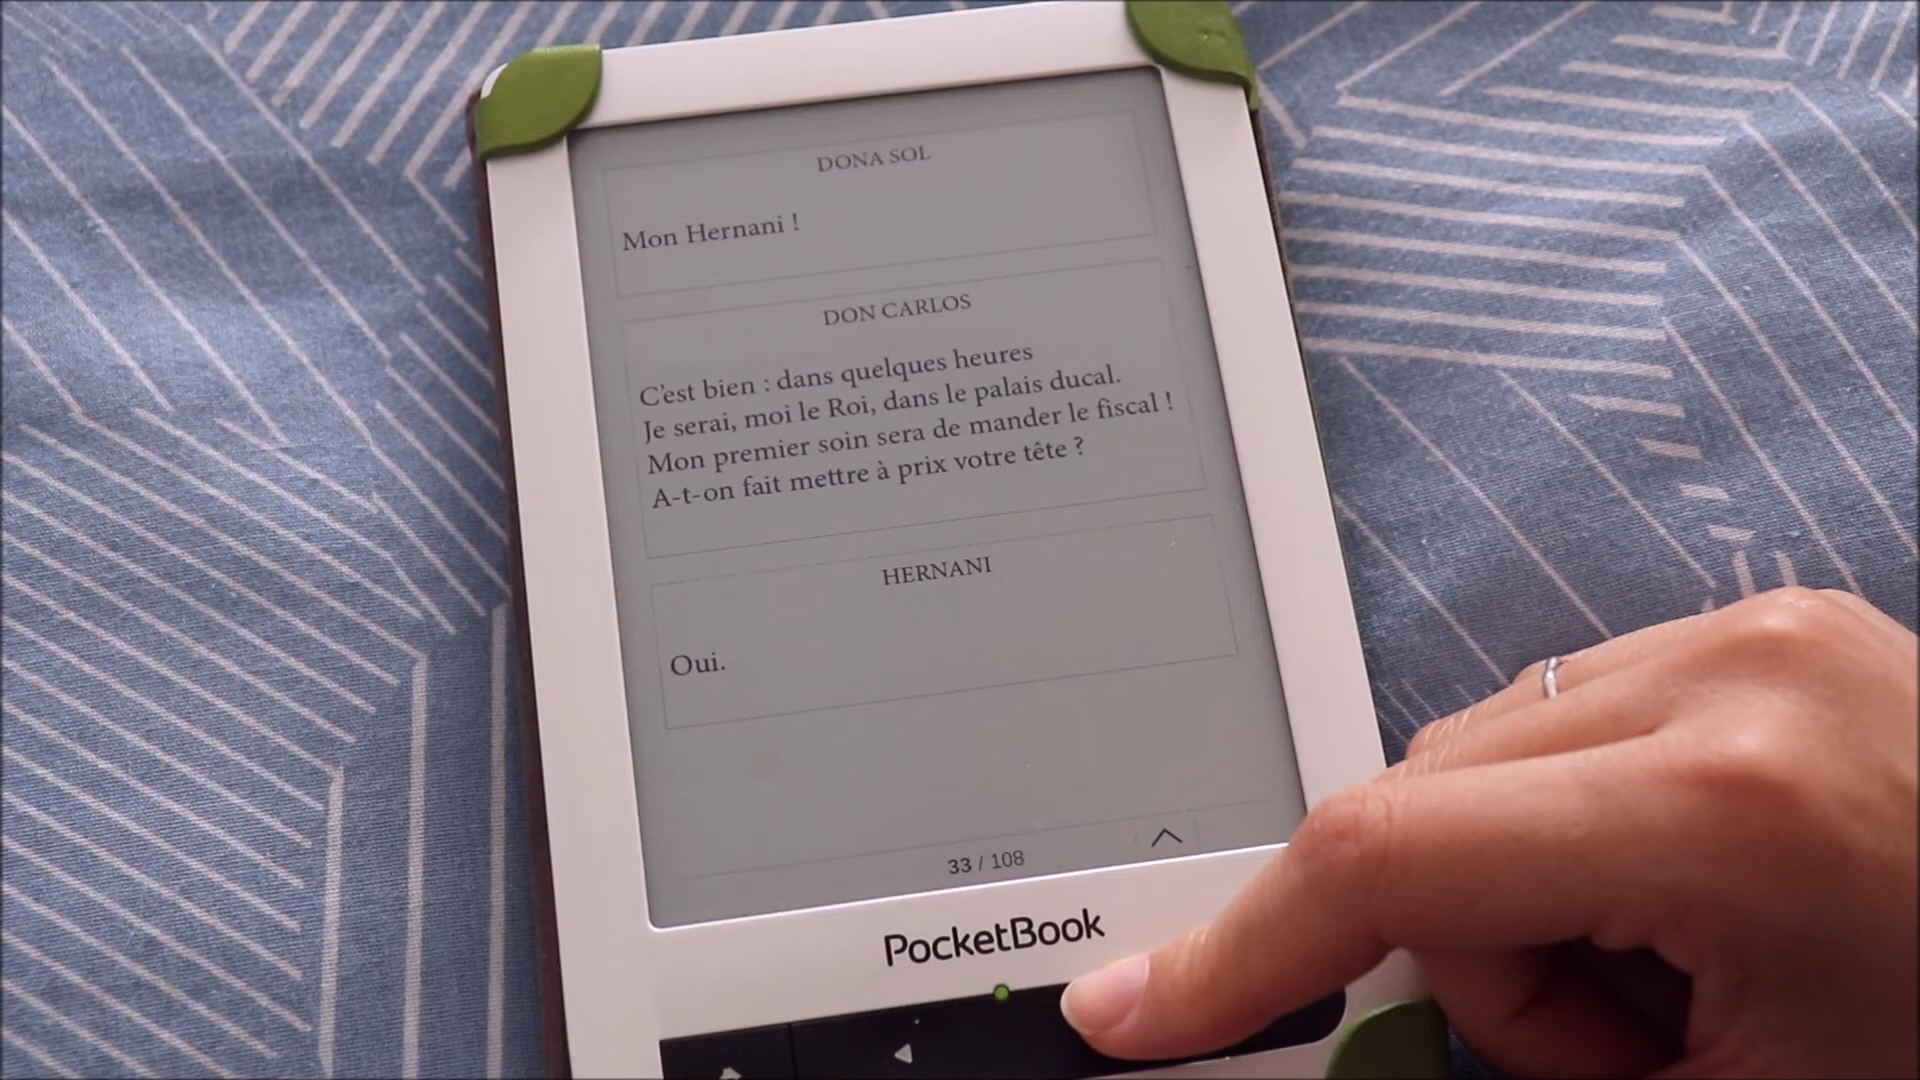 DONA SOL
Mon Hernani !
DON CARLOS
C’est bien : dans quelques heures
Je serai, moi le Roi, dans le palais ducal.
Mon premier soin sera de mander le fiscal !
A-t-on fait mettre à prix votre tête ?
HERNANI
Oui.
33 / 108
PocketBook